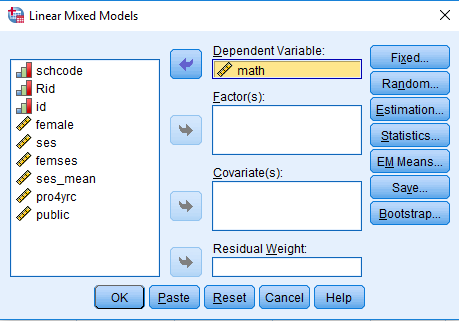 Linear Mixed Models
Dependent Variable:
math
Factor(s):
Covariate(s):
Residual Weight:
schcode
Rid
id
female
ses
femses
ses_mean
pro4yrc
public
Fixed...
Random...
Estimation...
Statistics...
EM Means...
Save...
Bootstrap...
OK Paste Reset Cancel Help